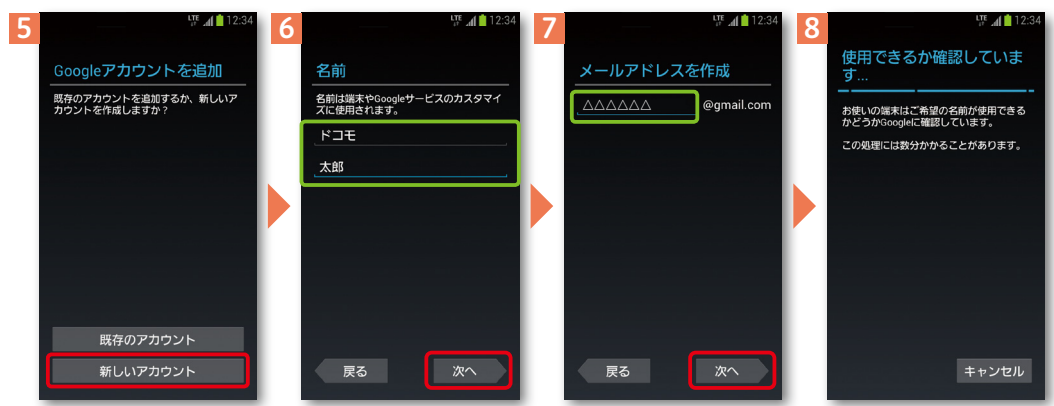 5
LTE 12:34
Googleアカウントを追加
既存のアカウントを追加するか、新しいア
カウントを作成しますか?
既存のアカウント
新しいアカウント
6
LTE 12:34
名前
名前は端末やGoogleサービスのカスタマイ
ズに使用されます。
ドコモ
太郎
戻る
次へ
7
LTE 12:34
メールアドレスを作成
△△△△△△ @gmail.com
戻る
次へ
8
LTE 12:34
使用できるか確認していま
す...
お使いの端末はご希望の名前が使用できる
かどうかGoogleに確認しています。
この処理には数分かかることがあります。
キャンセル